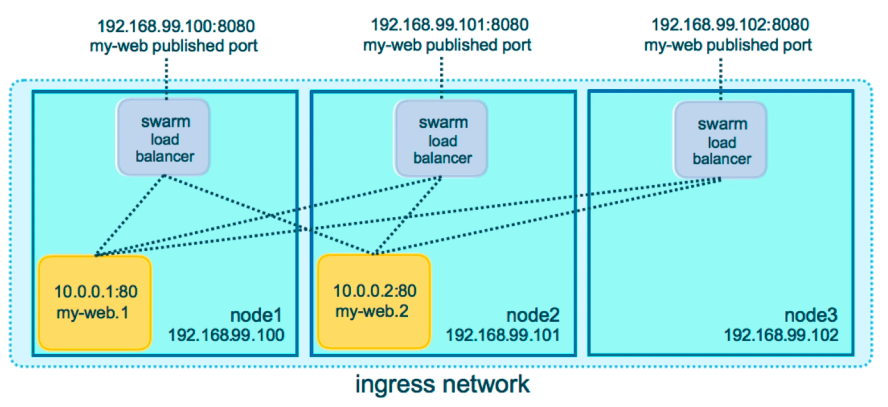 192.168.99.100:8080
my-web published port
192.168.99.101:8080
my-web published port
192.168.99.102:8080
my-web published port
swarm
load
balancer
swarm
load
balancer
swarm
load
balancer
10.0.0.1:80
my-web.1
node1
192.168.99.100
10.0.0.2:80
my-web.2
node2
192.168.99.101
node3
192.168.99.102
ingress network